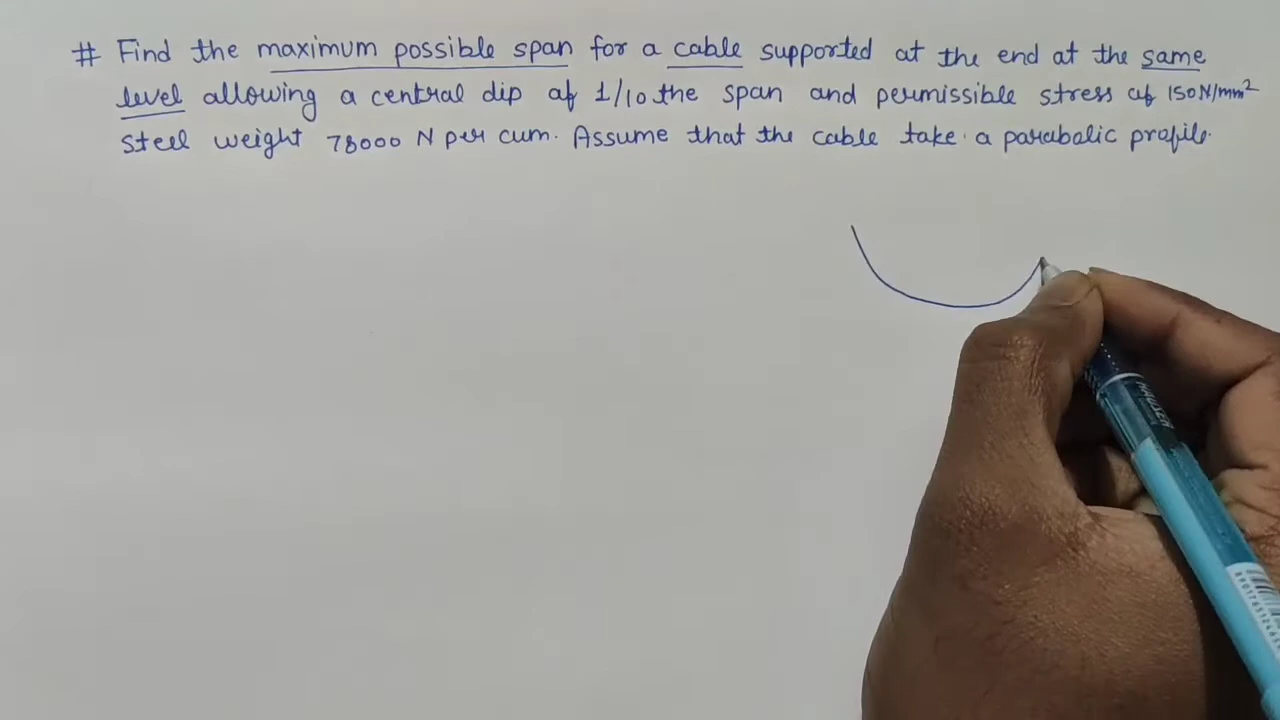 # Find the maximum possible span for a cable supported at the end at the same
level allowing a central dip of 1/10 the span and permissible stress of 150N/mm²
Steel weight 78000 N per cum. Assume that the cable take a parabolic profile.
HAUSER